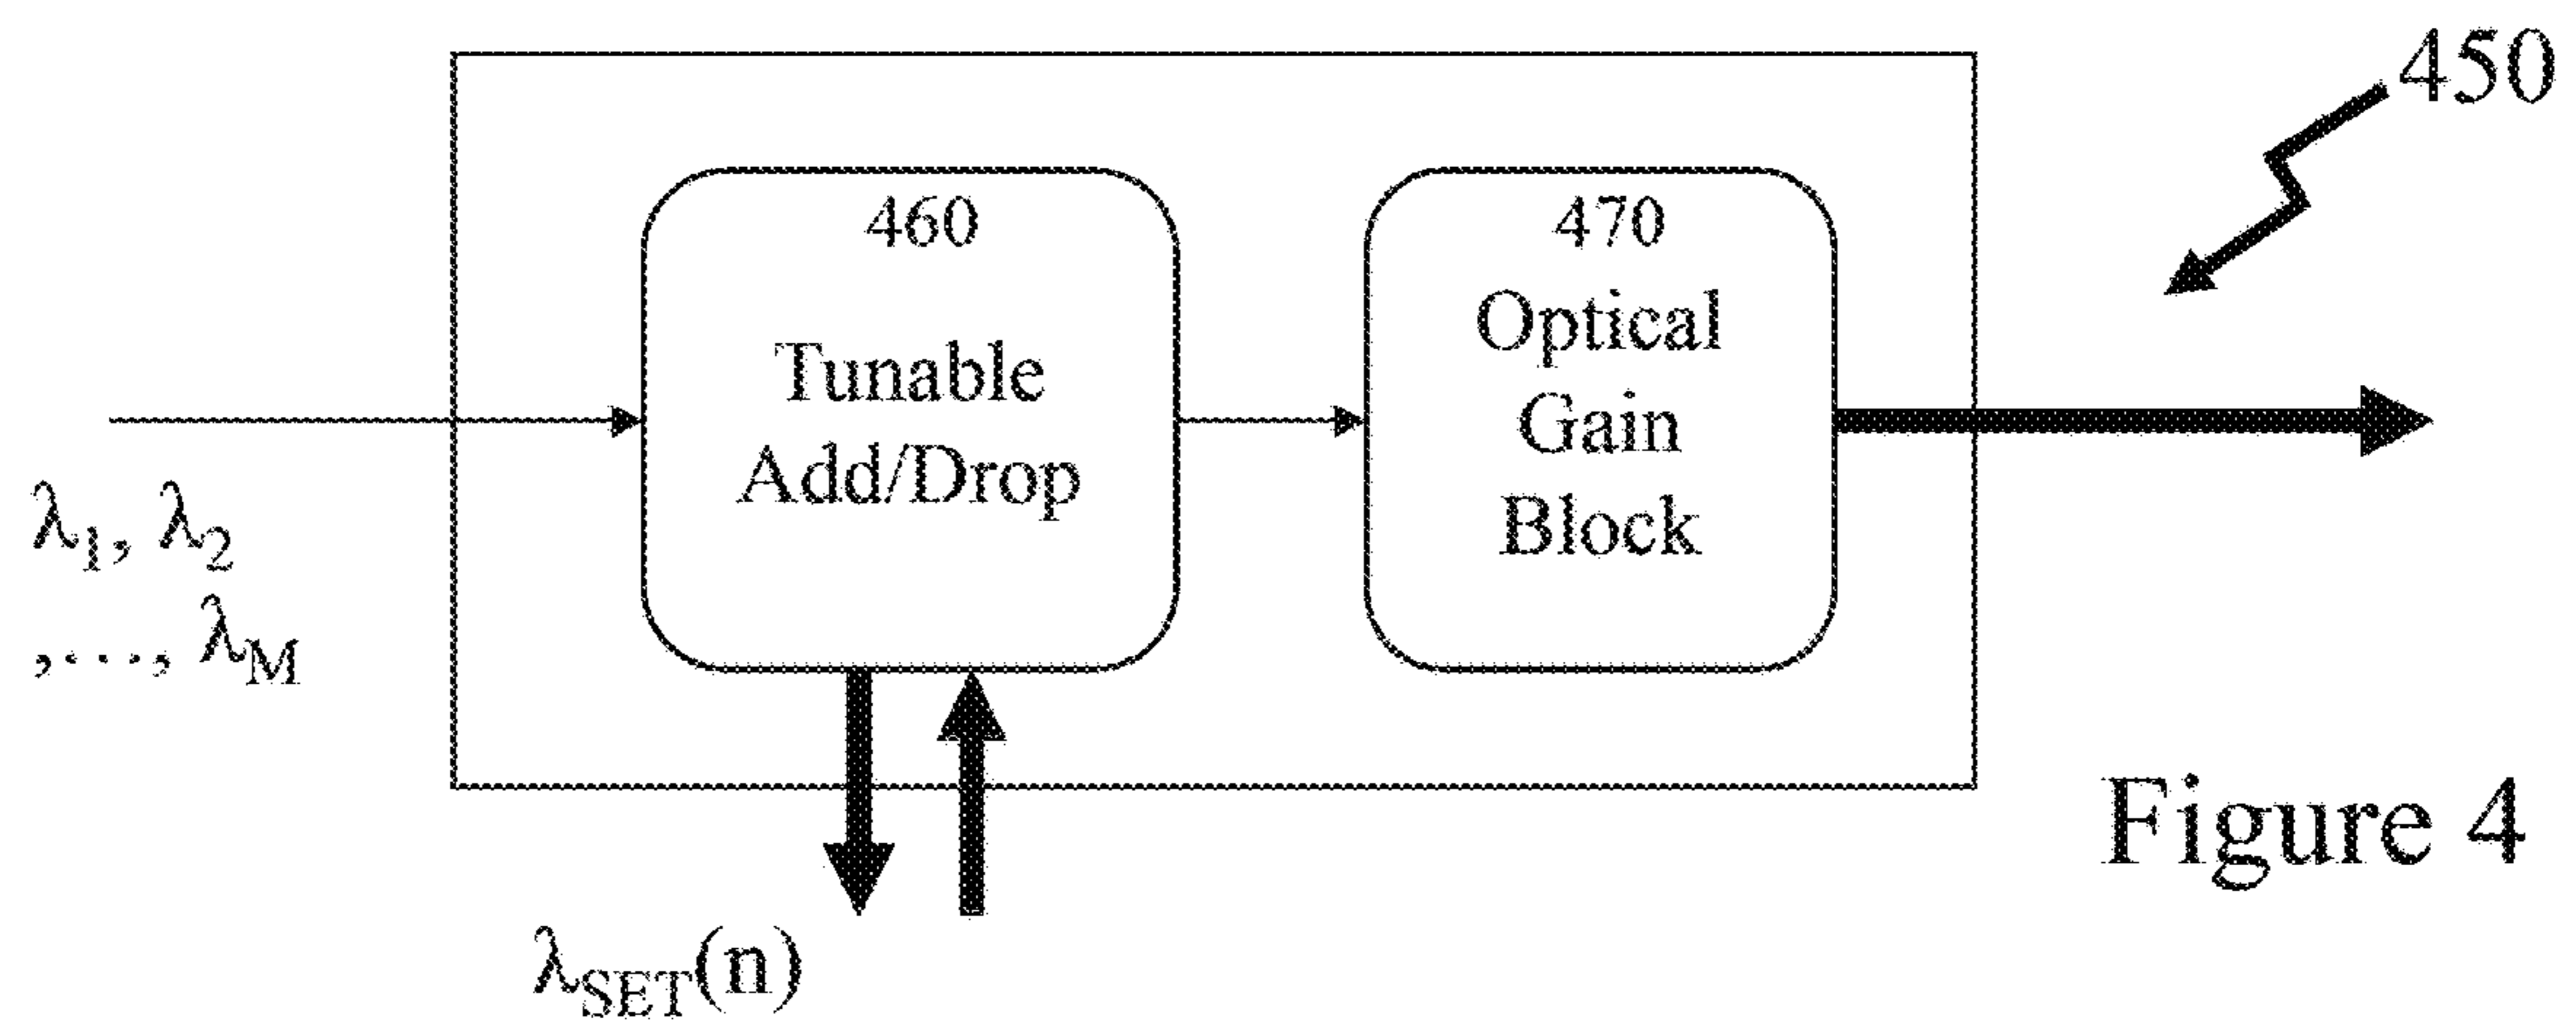 450
460
Tunable
Add/Drop
470
Optical
Gain
Block
λ1, λ2
,..., λM
λSET(n)
Figure 4